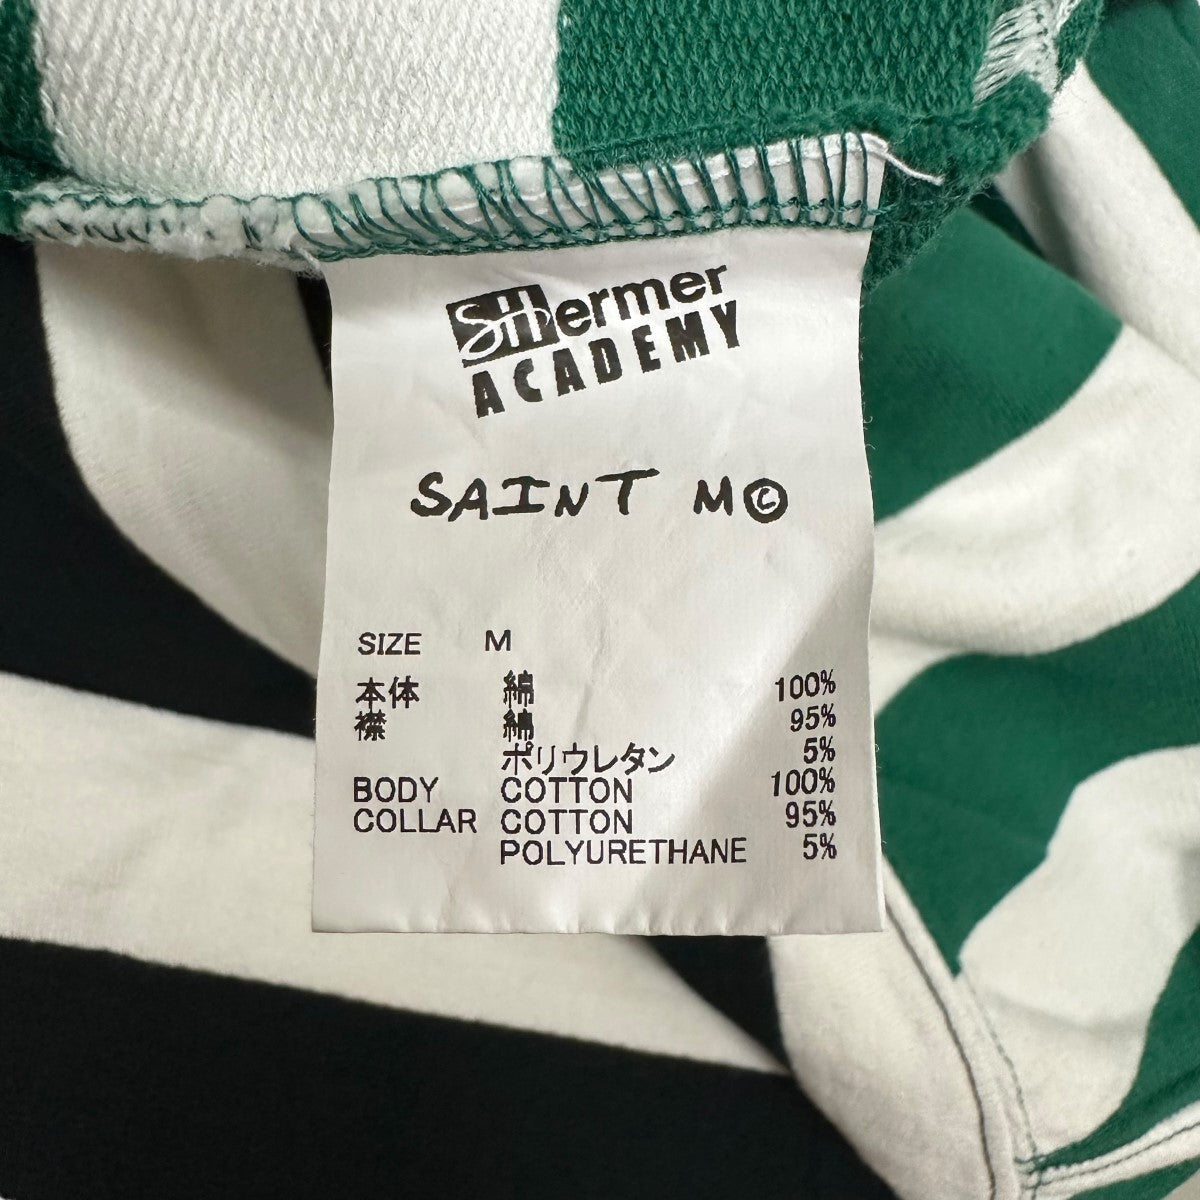 Shermer
ACADEMY
SAINT M©
SIZE M
本体 綿 100%
襟 綿 95%
ポリウレタン 5%
BODY COTTON 100%
COLLAR COTTON 95%
POLYURETHANE 5%